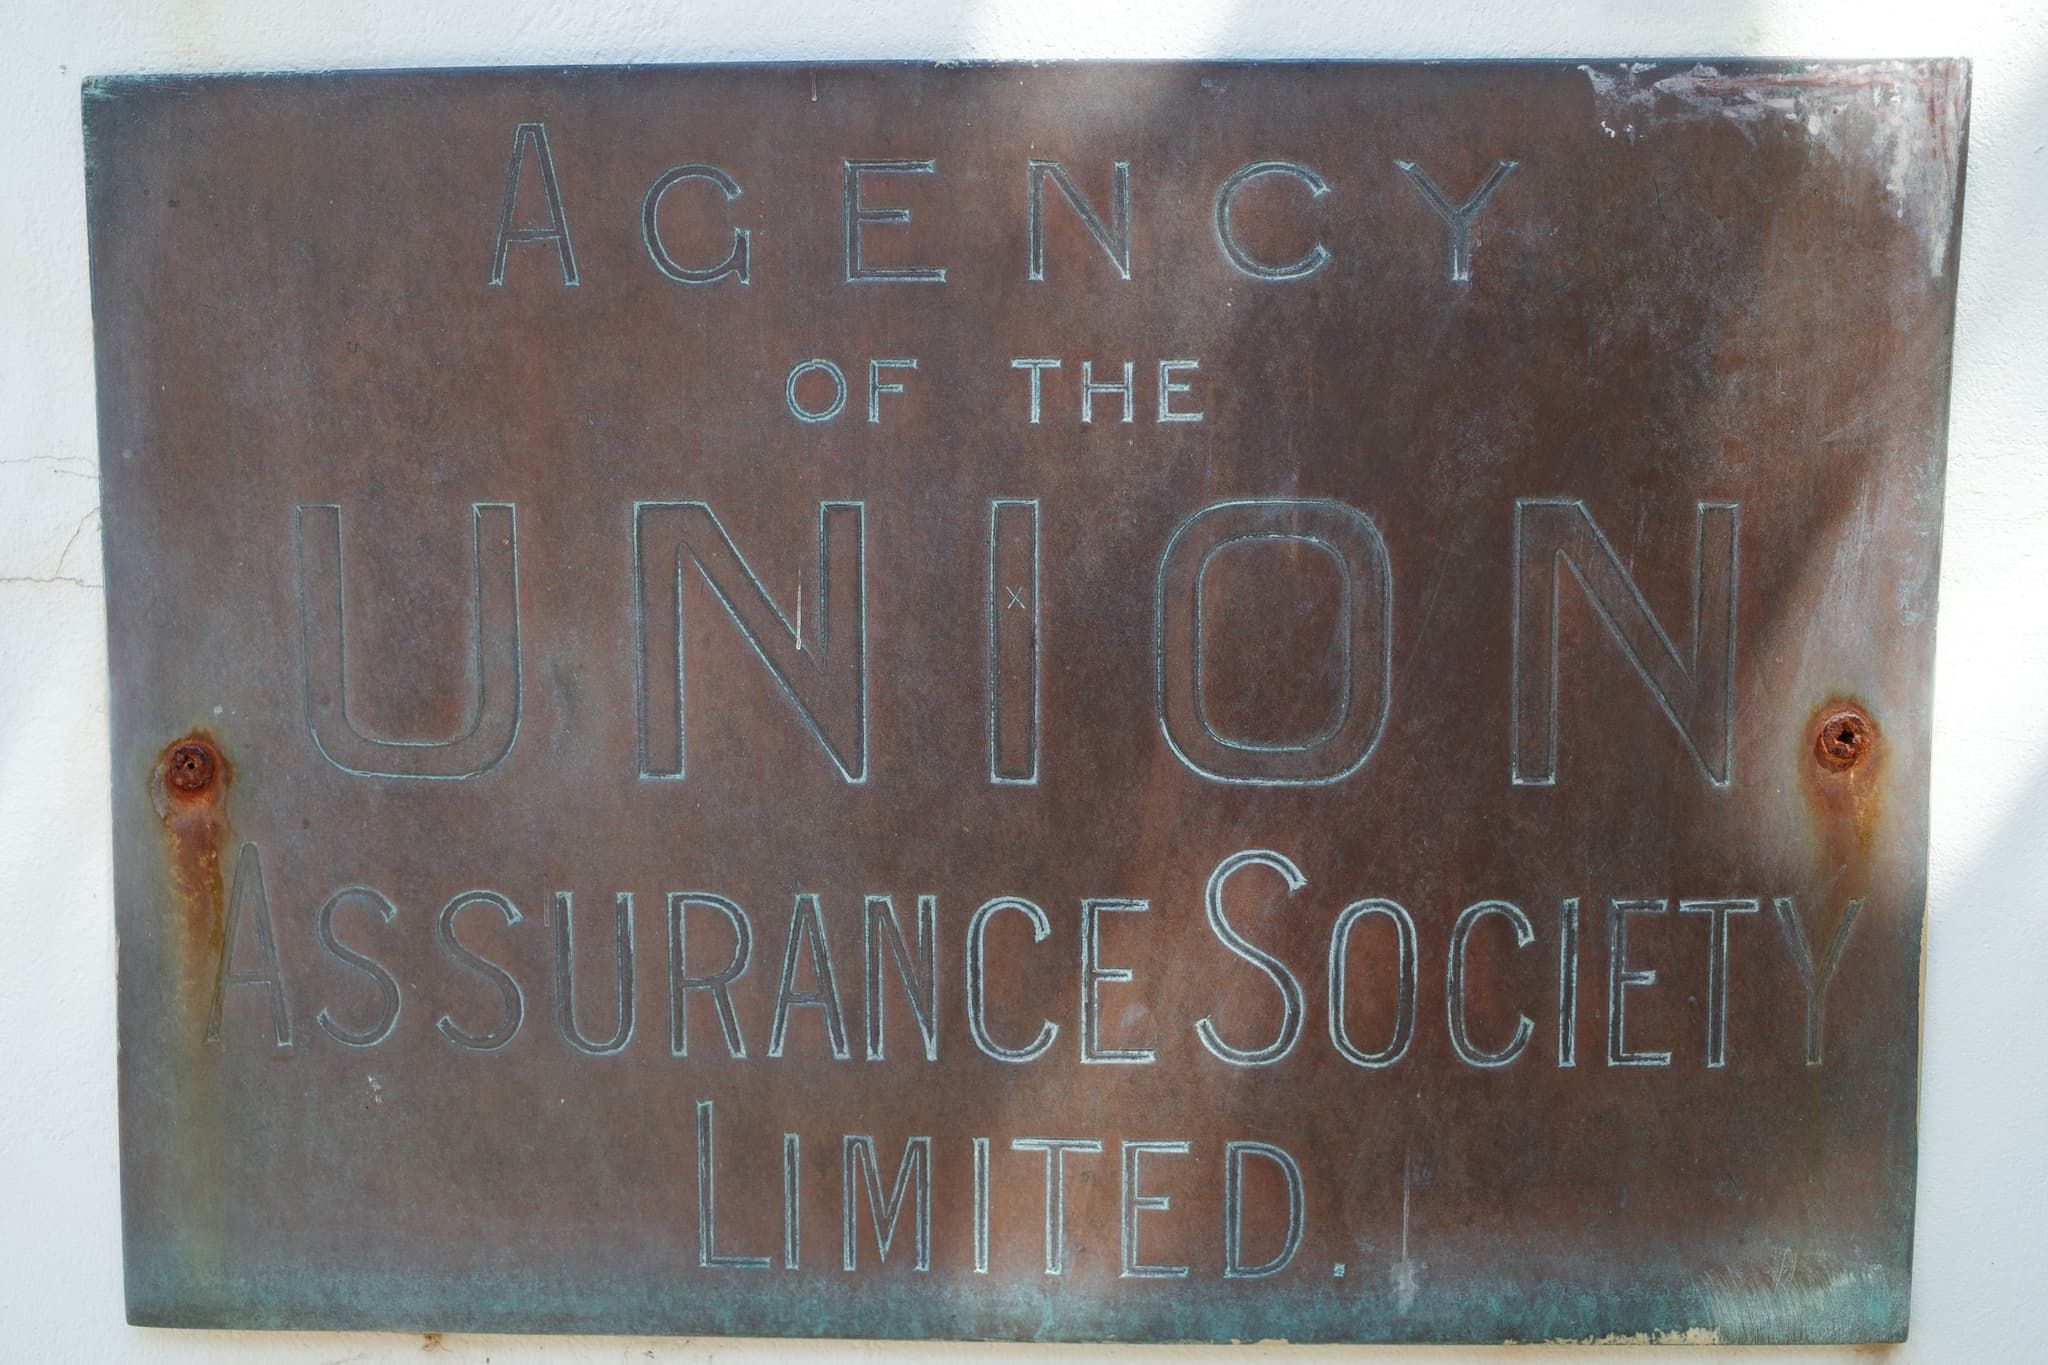 AGENCY
OF THE
UNION
ASSURANCE SOCIETY
LIMITED.